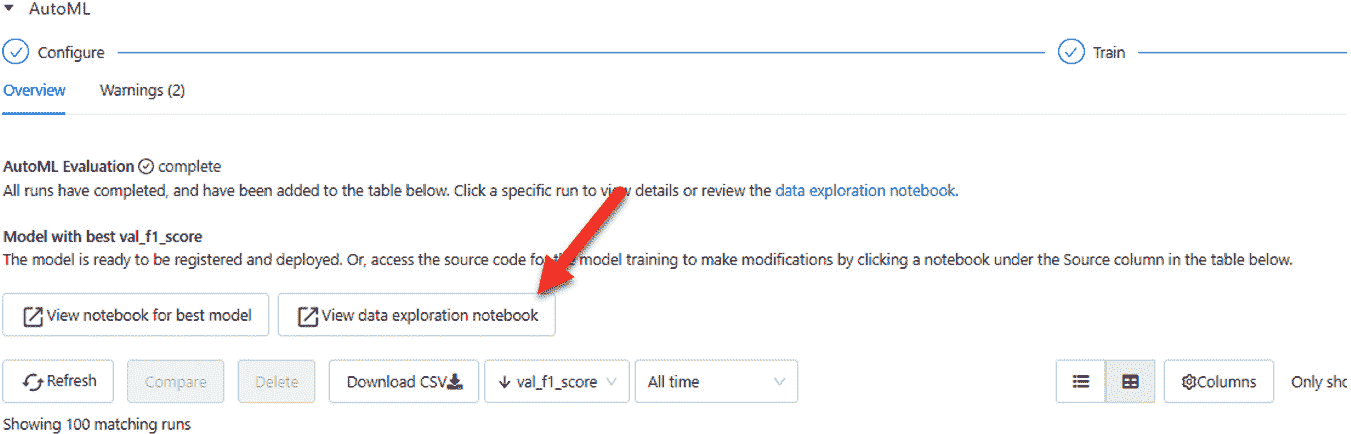 AutoML
Configure Train
Overview Warnings (2)
AutoML Evaluation complete
All runs have completed, and have been added to the table below. Click a specific run to view details or review the data exploration notebook.
Model with best val_f1_score
The model is ready to be registered and deployed. Or, access the source code for the model training to make modifications by clicking a notebook under the Source column in the table below.
View notebook for best model View data exploration notebook
Refresh Compare Delete Download CSV val_f1_score All time Columns Only sho
Showing 100 matching runs